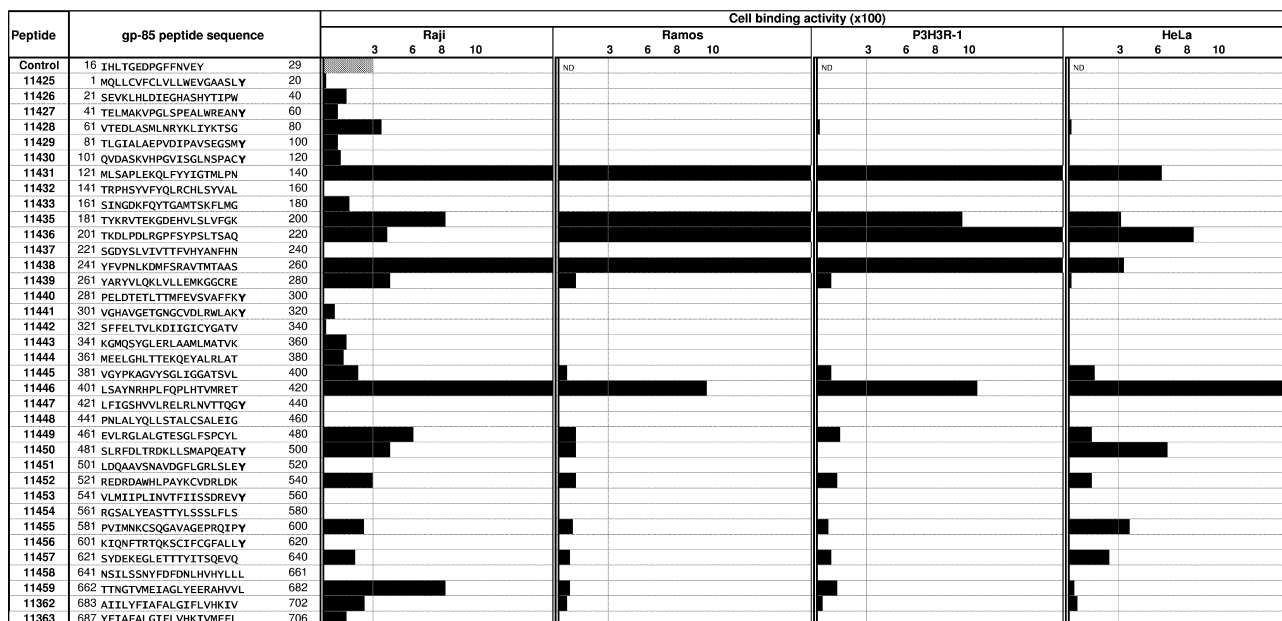 Cell binding activity (x100)
Peptide gp-85 peptide sequence Raji Ramos P3H3R-1 HeLa
3 6 8 10 3 6 8 10 3 6 8 10 3 6 8 10
Control 16 IHLTGEDPGFFNVEY 29 ND ND ND
11425 1 MQLLCVFCLVLLWEVGAASLY 20
11426 21 SEVKLHLDIEGHASHYTIPW 40
11427 41 TELMAKVPGLSPEALWREANY 60
11428 61 VTEDLASMLNRYKLIYKTSG 80
11429 81 TLGIALAEPVDIPAVSEGSMY 100
11430 101 QVDASKVHPGVISGLNSPACY 120
11431 121 MLSAPLEKQLFYYIGTMLPN 140
11432 141 TRPHSYVFYQLRCHLSYVAL 160
11433 161 SINGDKFQYTGAMTSKFLMG 180
11435 181 TYKRVTEKGDEHVLSLVFGK 200
11436 201 TKDLPDLRGPFSYPSLTSAQ 220
11437 221 SGDYSLVIVTTFVHYANFHN 240
11438 241 YFVPNLKDMFSRAVTMTAAS 260
11439 261 YARYVLQKLVLLEMKGGCRE 280
11440 281 PELDTETLTTMFEVSVAFFKY 300
11441 301 VGHAVGETGNGCVDLRWLAKY 320
11442 321 SFFELTVLKDIIGICYGATV 340
11443 341 KGMQSYGLERLAAMLMATVK 360
11444 361 MEELGHLTTEKQEYALRLAT 380
11445 381 VGYPKAGVYSGLIGGATSVL 400
11446 401 LSAYNRHPLFQPLHTVMRET 420
11447 421 LFIGSHVVLRELRLNVTTQGY 440
11448 441 PNLALYQLLSTALCSALEIG 460
11449 461 EVLRGLALGTESGLFSPCYL 480
11450 481 SLRFDLTRDKLLSMAPQEATY 500
11451 501 LDQAAVSNAVDGFLGRLSLEY 520
11452 521 REDRDAWHLPAYKCVDRLDK 540
11453 541 VLMIIPLINVTFIISSDREVY 560
11454 561 RGSALYEASTTYLSSSLFLS 580
11455 581 PVIMNKCSQGAVAGEPRQIPY 600
11456 601 KIQNFTRTQKSCIFCGFALLY 620
11457 621 SYDEKEGLETTTYITSQEVQ 640
11458 641 NSILSSNYFDFDNLHVHYLLL 661
11459 662 TTNGTVMEIAGLYEERAHVVL 682
11362 683 AIILYFIAFALGIFLVHKIV 702
11363 687 YFIAFALGIFLVHKIVMFFL 706